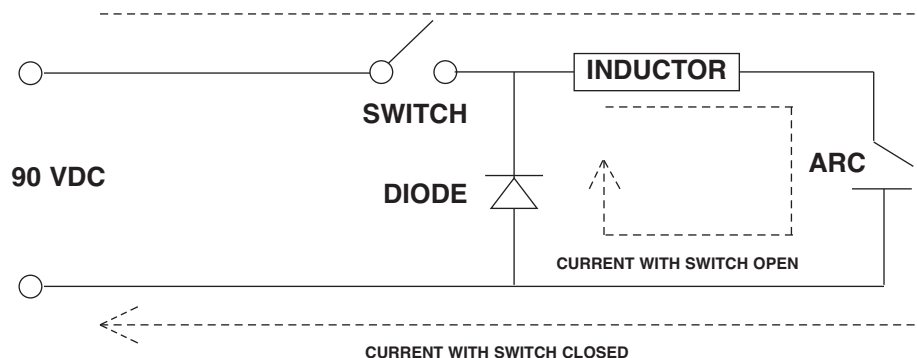 INDUCTOR
SWITCH
ARC
90 VDC
DIODE
CURRENT WITH SWITCH OPEN
CURRENT WITH SWITCH CLOSED